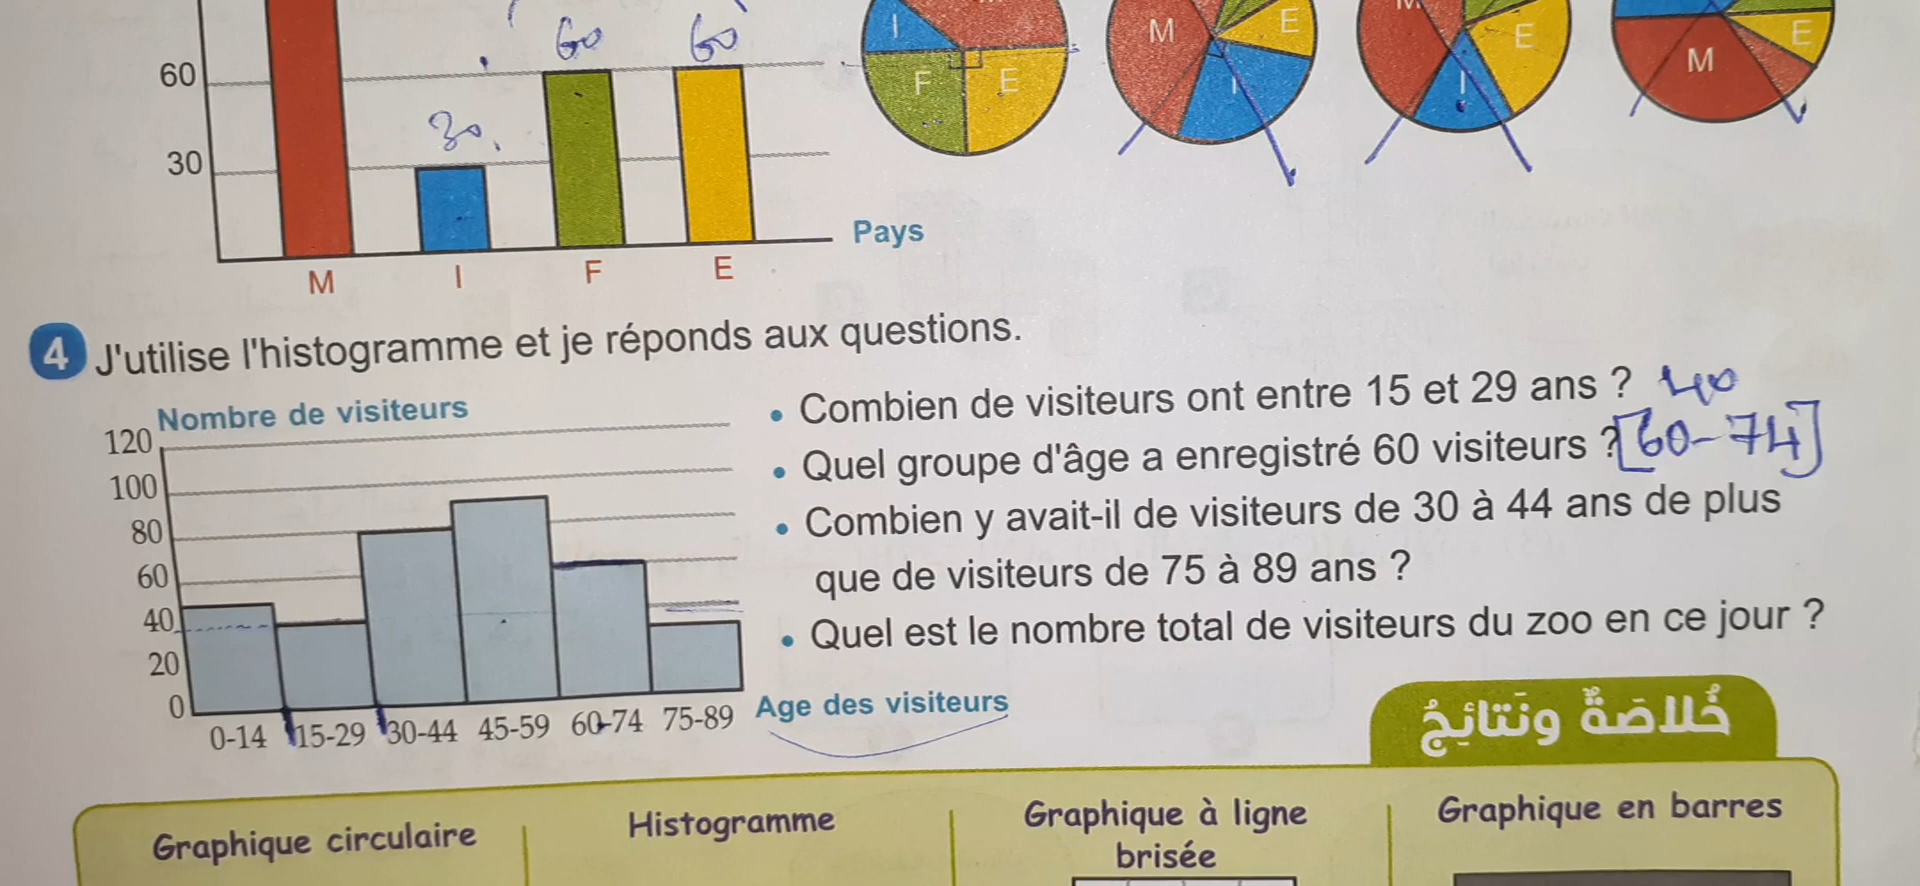 60 60
60
30.
30
M I F E
Pays
I M F E
M E I
M E I
M E
4 J'utilise l'histogramme et je réponds aux questions.
Nombre de visiteurs
120
100
80
60
40
20
0
0-14 15-29 30-44 45-59 60-74 75-89
Age des visiteurs
• Combien de visiteurs ont entre 15 et 29 ans ? 40
• Quel groupe d'âge a enregistré 60 visiteurs ? [60-74]
• Combien y avait-il de visiteurs de 30 à 44 ans de plus
que de visiteurs de 75 à 89 ans ?
• Quel est le nombre total de visiteurs du zoo en ce jour ?
خُلاصَةٌ ونَتائِجُ
Graphique circulaire
Histogramme
Graphique à ligne
brisée
Graphique en barres